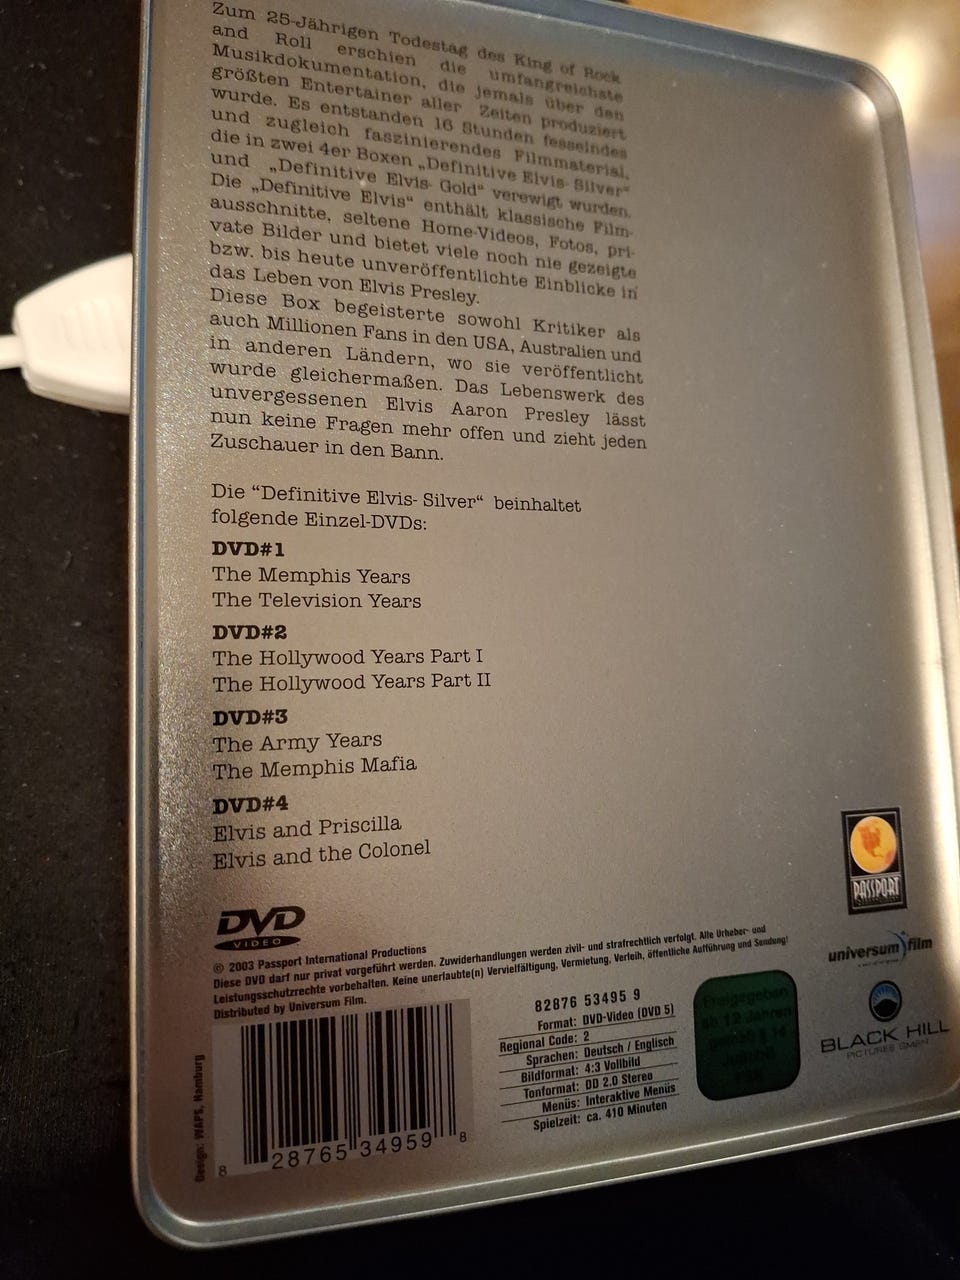 Zum 25-Jährigen Todestag des King of Rock
and Roll erschien die umfangreichste
Musikdokumentation, die jemals über den
größten Entertainer aller Zeiten produziert
wurde. Es entstanden 16 Stunden fesselndes
und zugleich faszinierendes Filmmaterial,
die in zwei 4er Boxen „Definitive Elvis- Silver“
und „Definitive Elvis- Gold“ verewigt wurden.
Die „Definitive Elvis“ enthält klassische Film-
ausschnitte, seltene Home-Videos, Fotos, pri-
vate Bilder und bietet viele noch nie gezeigte
bzw. bis heute unveröffentlichte Einblicke in
das Leben von Elvis Presley.
Diese Box begeisterte sowohl Kritiker als
auch Millionen Fans in den USA, Australien und
in anderen Ländern, wo sie veröffentlicht
wurde gleichermaßen. Das Lebenswerk des
unvergessenen Elvis Aaron Presley lässt
nun keine Fragen mehr offen und zieht jeden
Zuschauer in den Bann.
Die “Definitive Elvis- Silver“ beinhaltet
folgende Einzel-DVDs:
DVD#1
The Memphis Years
The Television Years
DVD#2
The Hollywood Years Part I
The Hollywood Years Part II
DVD#3
The Army Years
The Memphis Mafia
DVD#4
Elvis and Priscilla
Elvis and the Colonel
PASSPORT
DVD
VIDEO
© 2003 Passport International Productions
Diese DVD darf nur privat vorgeführt werden. Zuwiderhandlungen werden zivil- und strafrechtlich verfolgt. Alle Urheber- und
Leistungsschutzrechte vorbehalten. Keine unerlaubte(n) Vervielfältigung, Vermietung, Verleih, öffentliche Aufführung und Sendung!
Distributed by Universum Film.
universum film
BLACK HILL
PICTURES GMBH
82876 53495 9
Format: DVD-Video (DVD 5)
Regional Code: 2
Sprachen: Deutsch / Englisch
Bildformat: 4:3 Vollbild
Tonformat: DD 2.0 Stereo
Menüs: Interaktive Menüs
Spielzeit: ca. 410 Minuten
Freigegeben
ab 12 Jahren
gemäß § 14
FSK
Design: WAPS, Hamburg
8 28765 34959 8